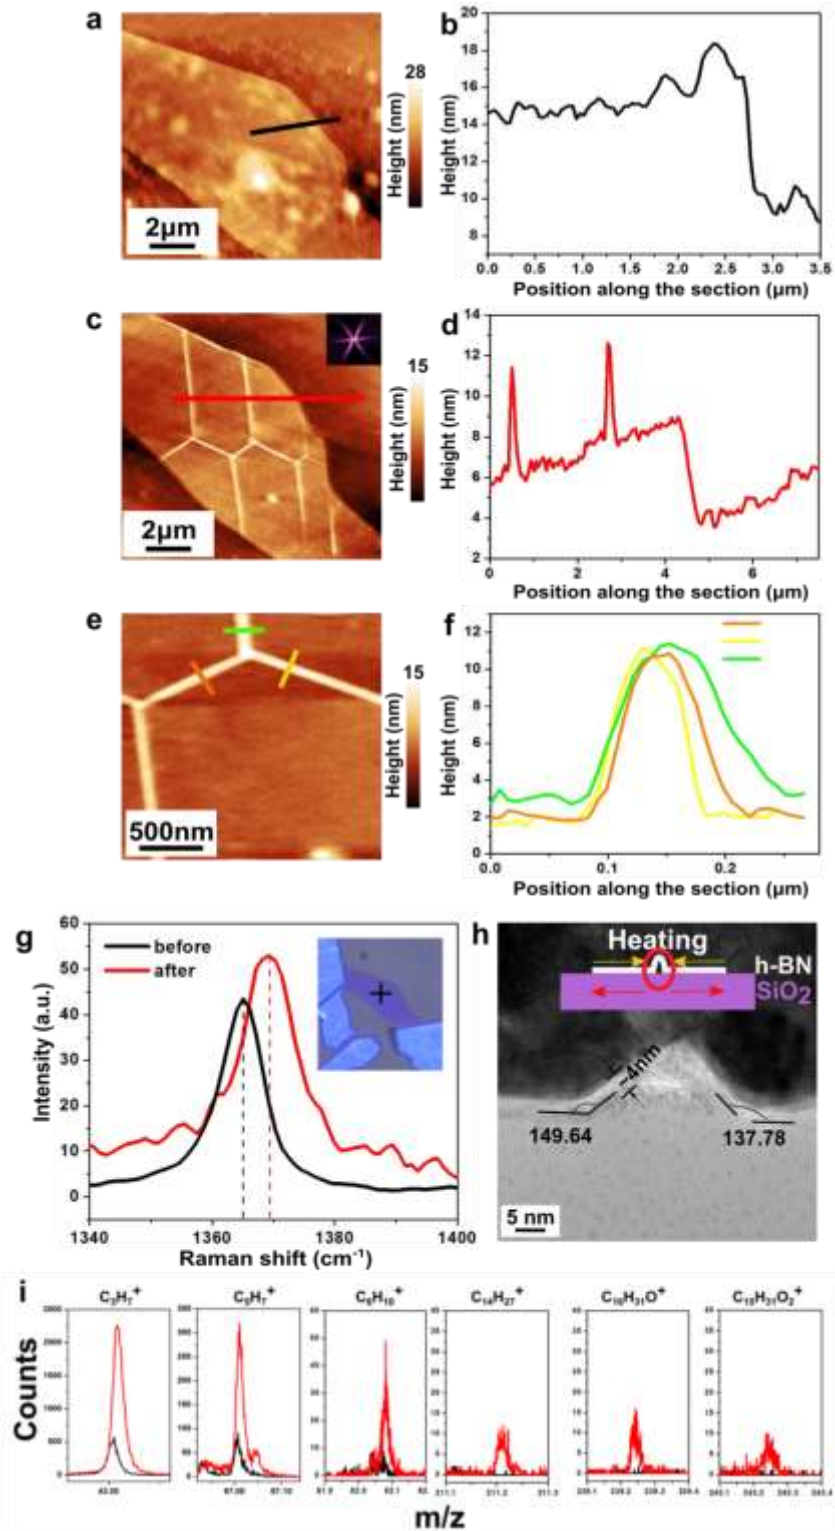 a
28
Height (nm)
2μm
b
20
18
16
14
12
10
8
Height (nm)
0.0 0.5 1.0 1.5 2.0 2.5 3.0 3.5
Position along the section (μm)
c
15
Height (nm)
2μm
d
14
12
10
8
6
4
2
Height (nm)
0 2 4 6
Position along the section (μm)
e
15
Height (nm)
500nm
f
12
10
8
6
4
2
0
Height (nm)
0.0 0.1 0.2
Position along the section (μm)
g
before
after
60
50
40
30
20
10
0
Intensity (a.u.)
1340 1360 1380 1400
Raman shift (cm⁻¹)
h
Heating
h-BN
SiO₂
~4nm
149.64 137.78
5 nm
i
C₃H₇⁺ C₅H₇⁺ C₆H₁₀⁺ C₁₄H₂₇⁺ C₁₆H₃₁O⁺
Counts
m/z